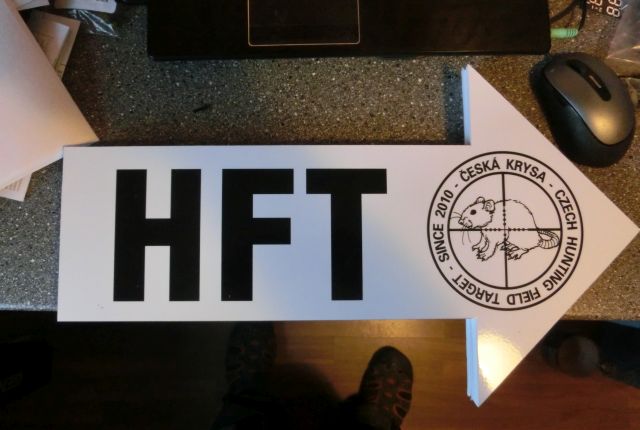 HFT
SINCE 2010 - ČESKÁ KRYSA - CZECH HUNTING FIELD TARGET -